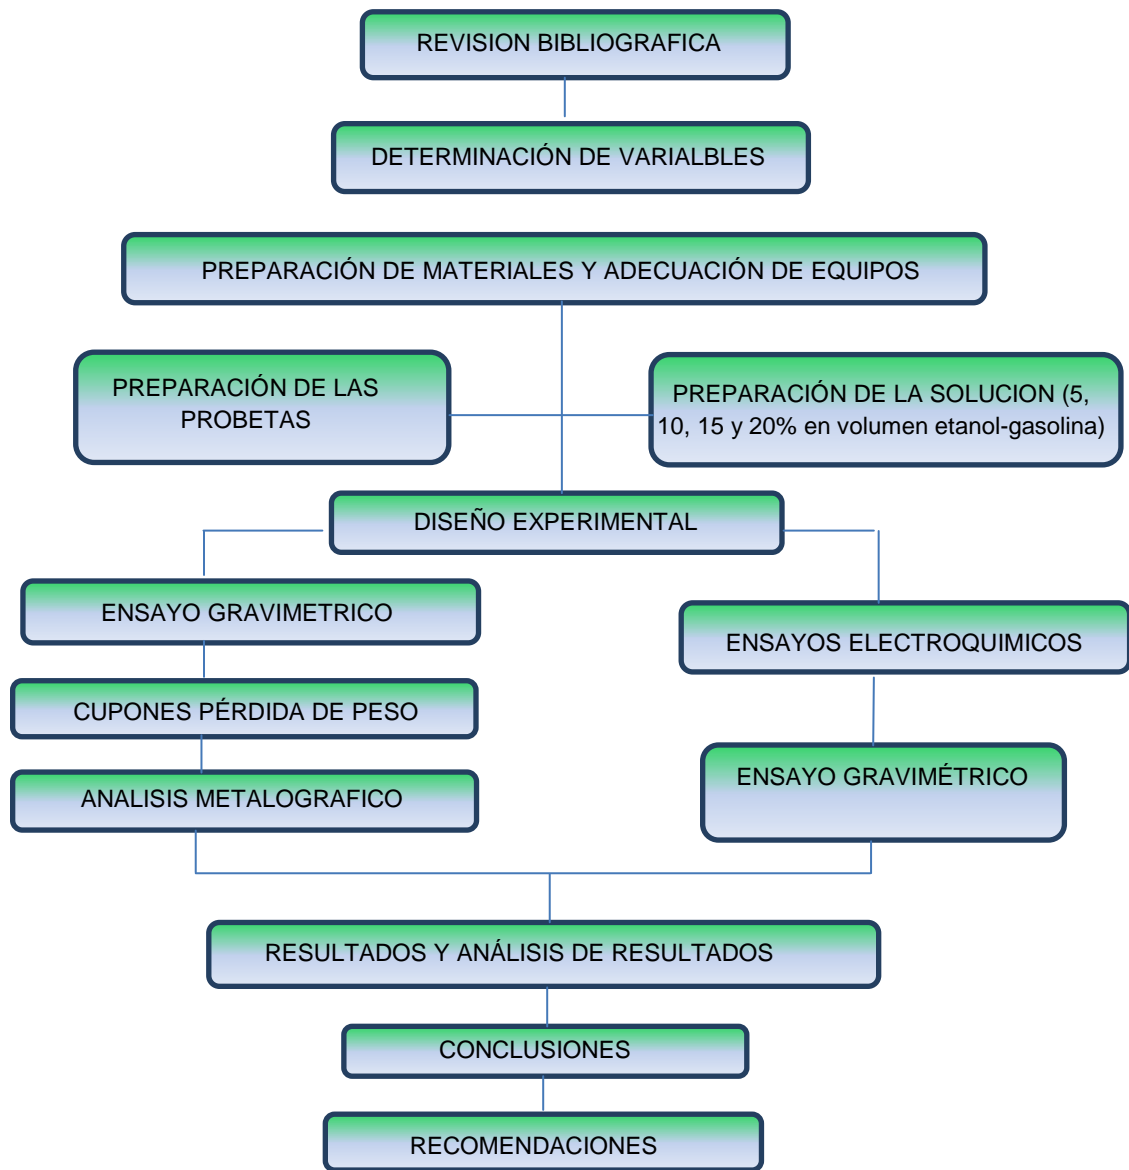 REVISION BIBLIOGRAFICA
DETERMINACIÓN DE VARIALBLES
PREPARACIÓN DE MATERIALES Y ADECUACIÓN DE EQUIPOS
PREPARACIÓN DE LAS
PROBETAS
PREPARACIÓN DE LA SOLUCION (5,
10, 15 y 20% en volumen etanol-gasolina)
DISEÑO EXPERIMENTAL
ENSAYO GRAVIMETRICO
ENSAYOS ELECTROQUIMICOS
CUPONES PÉRDIDA DE PESO
ENSAYO GRAVIMÉTRICO
ANALISIS METALOGRAFICO
RESULTADOS Y ANÁLISIS DE RESULTADOS
CONCLUSIONES
RECOMENDACIONES